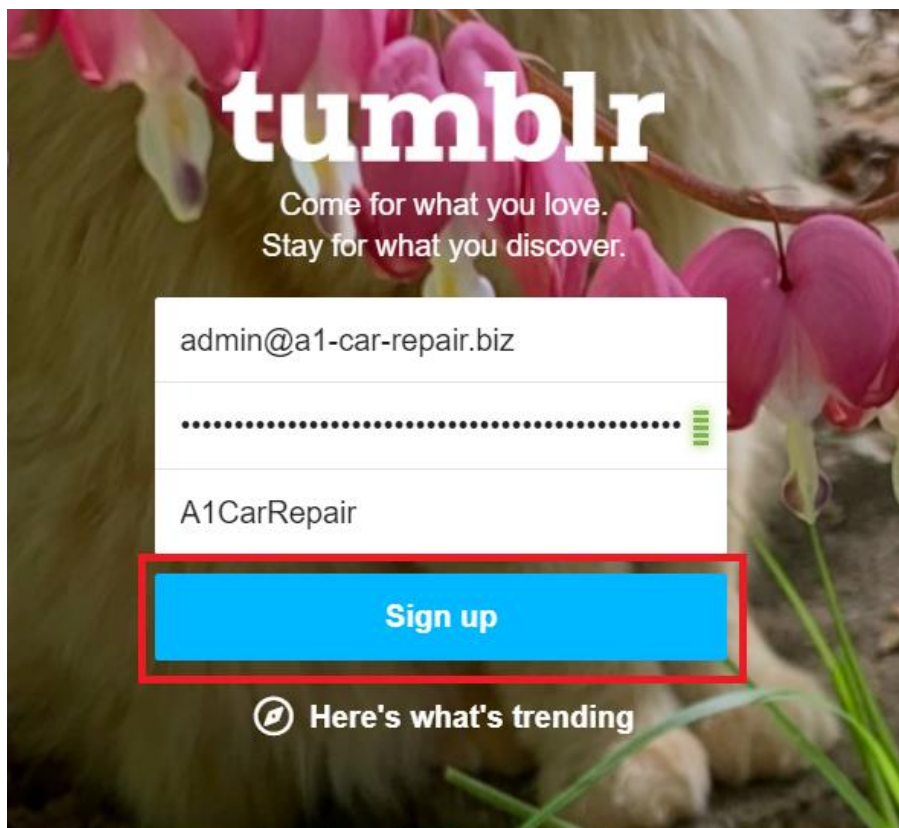 tumblr
Come for what you love.
Stay for what you discover.
admin@a1-car-repair.biz
•••••••••••••••••••••••••••••••••••••••••••••••
A1CarRepair
Sign up
Here's what's trending